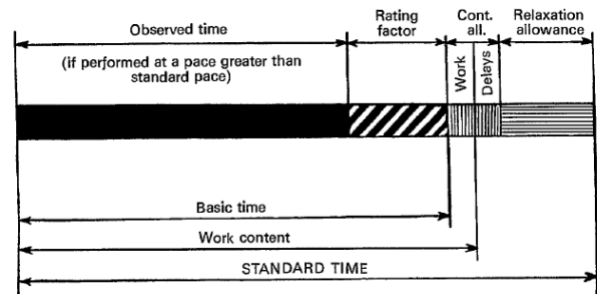 Observed time
(if performed at a pace greater than
standard pace)
Rating
factor
Cont.
all.
Work
Delays
Relaxation
allowance
Basic time
Work content
STANDARD TIME